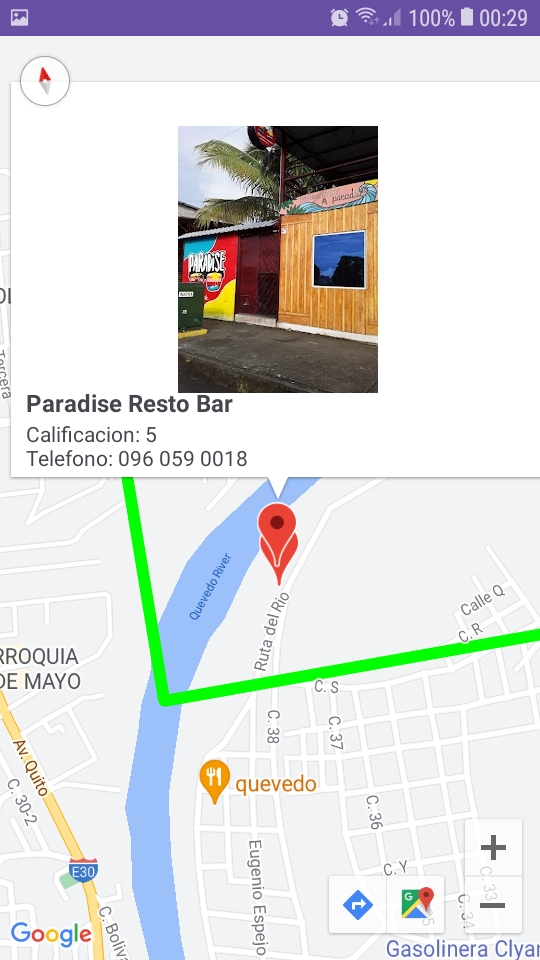 100% 00:29
PARADISE
Paradise Resto Bar
Calificacion: 5
Telefono: 096 059 0018
Tercera
Quevedo River
Ruta del Rio
Calle Q
C. R
RROQUIA
DE MAYO
C. S
C. 38
C. 37
Av. Quito
quevedo
C. 30-2
C. 36
E30
C. Y
C. 33
Eugenio Espejo
C. 34
C. Boliva
Google
G
Gasolinera Clyan